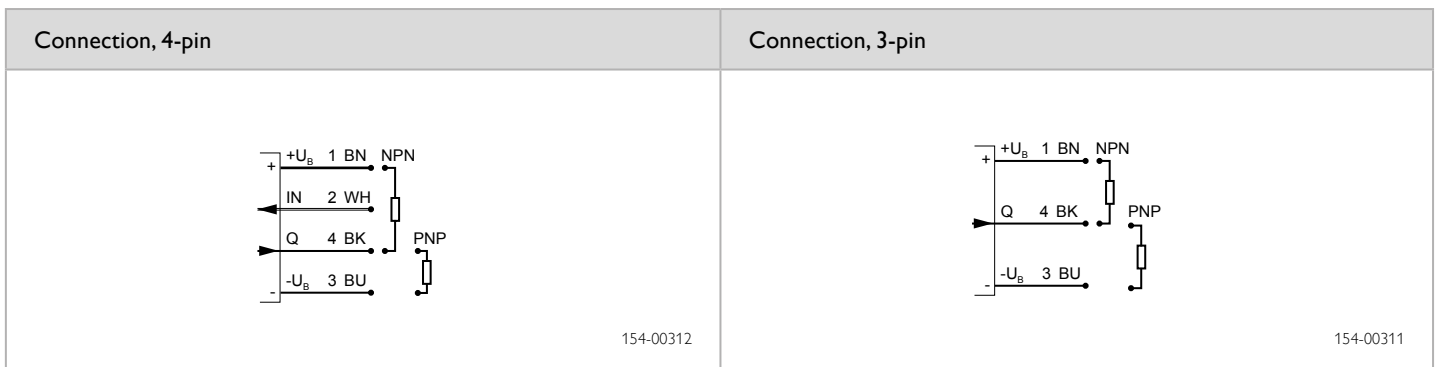 Connection, 4-pin
+ +U_B 1 BN NPN
IN 2 WH
Q 4 BK PNP
- -U_B 3 BU
154-00312
Connection, 3-pin
+ +U_B 1 BN NPN
Q 4 BK PNP
- -U_B 3 BU
154-00311